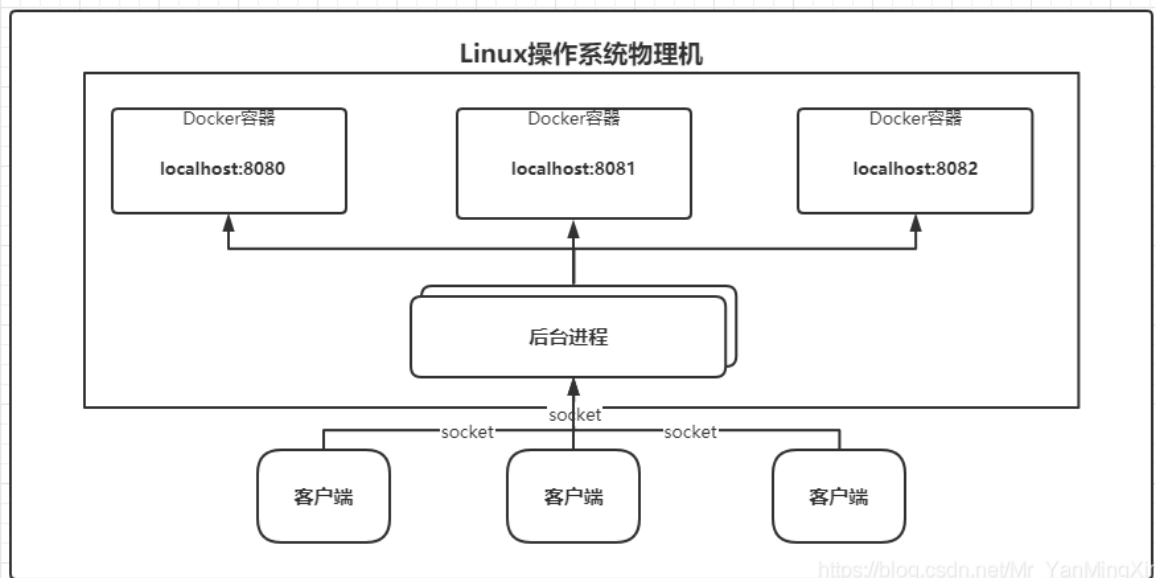 Linux操作系统物理机
Docker容器
Docker容器
Docker容器
localhost:8080
localhost:8081
localhost:8082
后台进程
socket
socket
socket
客户端
客户端
客户端
https://blog.csdn.net/Mr_YanMingXin